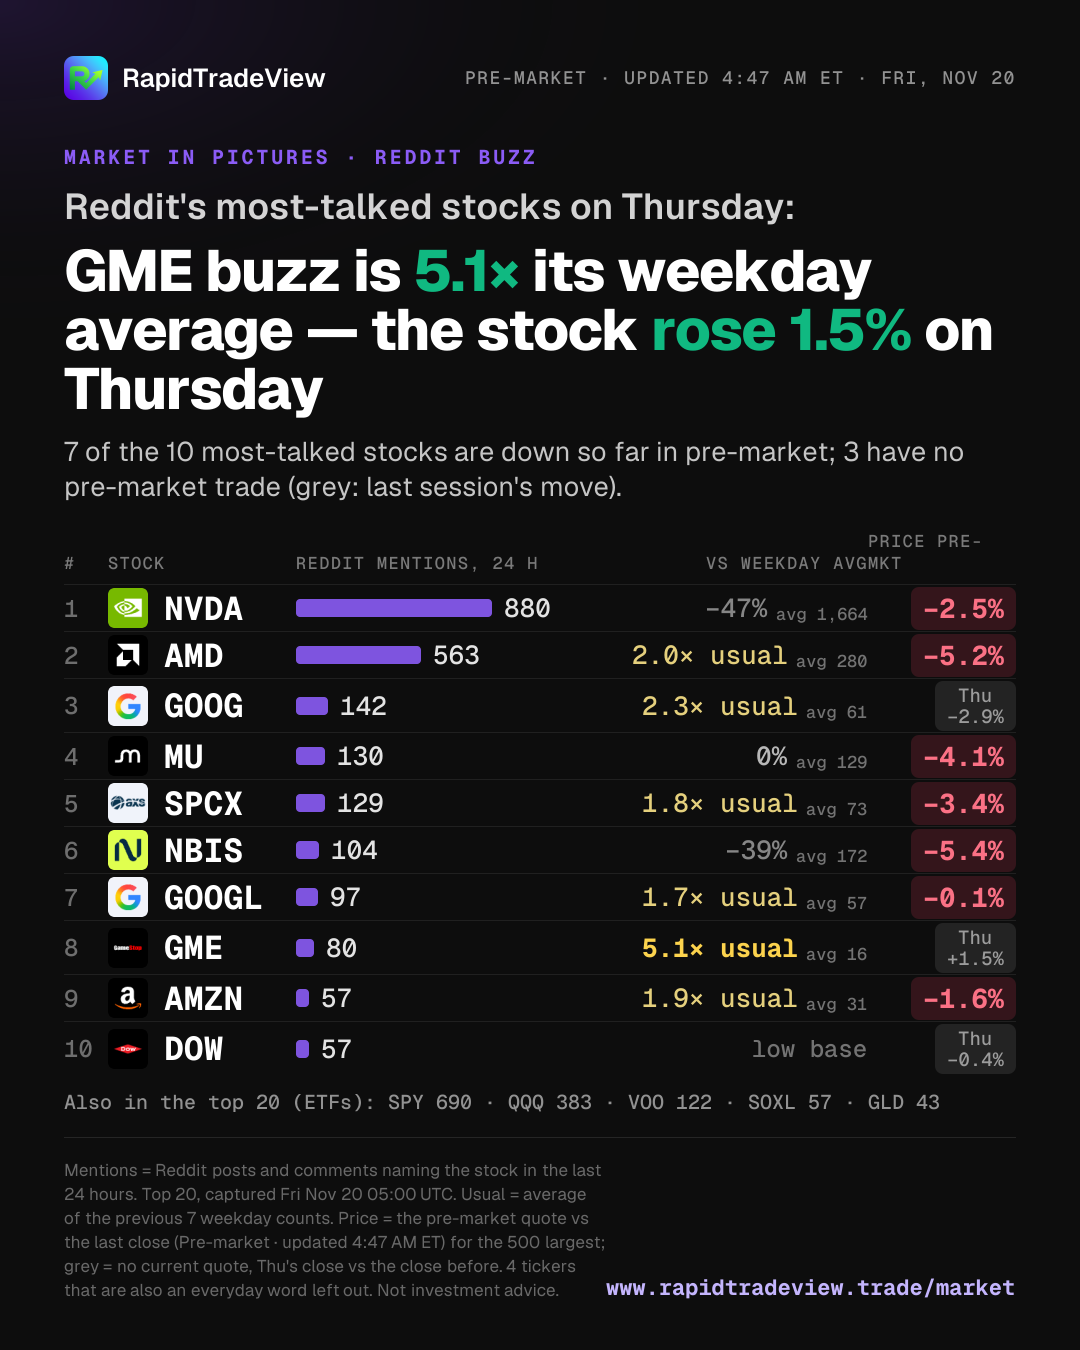 RapidTradeView
PRE-MARKET · UPDATED 4:47 AM ET · FRI, NOV 20
MARKET IN PICTURES · REDDIT BUZZ
Reddit's most-talked stocks on Thursday:
GME buzz is 5.1× its weekday
average — the stock rose 1.5% on
Thursday
7 of the 10 most-talked stocks are down so far in pre-market; 3 have no
pre-market trade (grey: last session's move).
# STOCK REDDIT MENTIONS, 24 H VS WEEKDAY AVG PRICE PRE-MKT
1 NVDA 880 −47% avg 1,664 −2.5%
2 AMD 563 2.0× usual avg 280 −5.2%
3 GOOG 142 2.3× usual avg 61 Thu −2.9%
4 MU 130 0% avg 129 −4.1%
5 SPCX 129 1.8× usual avg 73 −3.4%
6 NBIS 104 −39% avg 172 −5.4%
7 GOOGL 97 1.7× usual avg 57 −0.1%
8 GameStop GME 80 5.1× usual avg 16 Thu +1.5%
9 AMZN 57 1.9× usual avg 31 −1.6%
10 Dow DOW 57 low base Thu −0.4%
Also in the top 20 (ETFs): SPY 690 · QQQ 383 · VOO 122 · SOXL 57 · GLD 43
Mentions = Reddit posts and comments naming the stock in the last
24 hours. Top 20, captured Fri Nov 20 05:00 UTC. Usual = average
of the previous 7 weekday counts. Price = the pre-market quote vs
the last close (Pre-market · updated 4:47 AM ET) for the 500 largest;
grey = no current quote, Thu's close vs the close before. 4 tickers
that are also an everyday word left out. Not investment advice.
www.rapidtradeview.trade/market